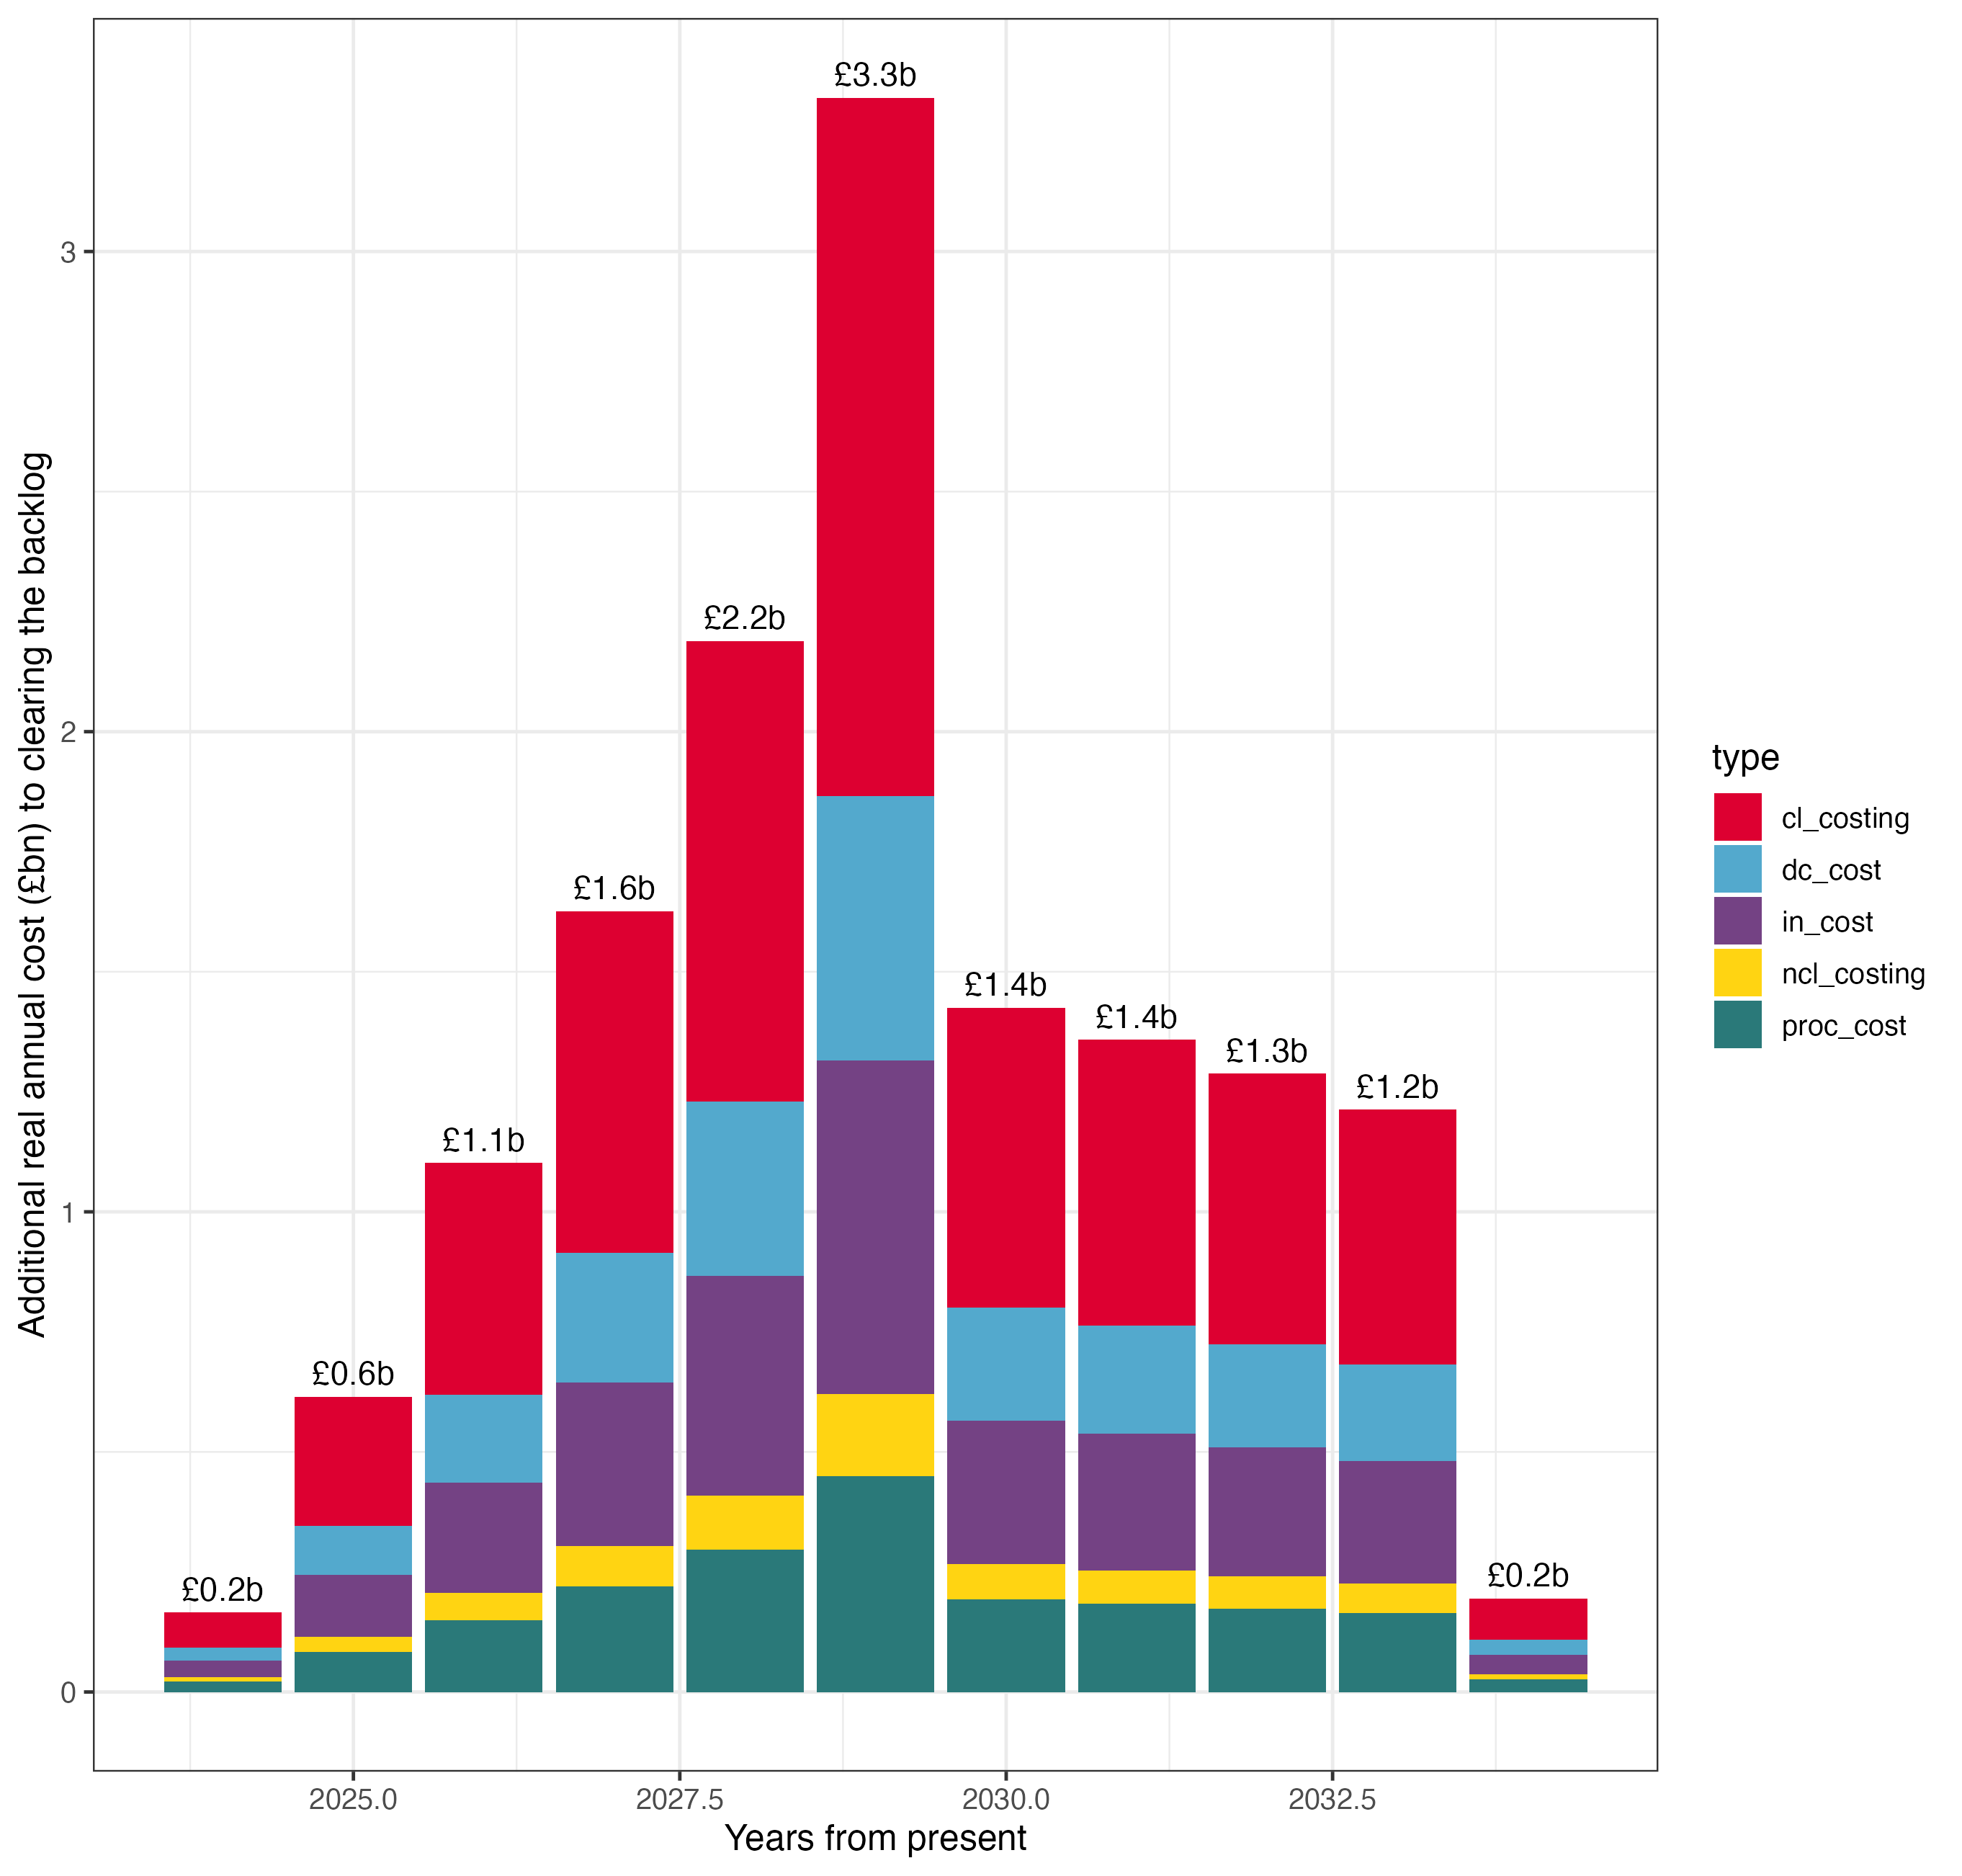 Additional real annual cost (£bn) to clearing the backlog
3
2
1
0
£0.2b
£0.6b
£1.1b
£1.6b
£2.2b
£3.3b
£1.4b
£1.4b
£1.3b
£1.2b
£0.2b
2025.0
2027.5
2030.0
2032.5
Years from present
type
cl_costing
dc_cost
in_cost
ncl_costing
proc_cost